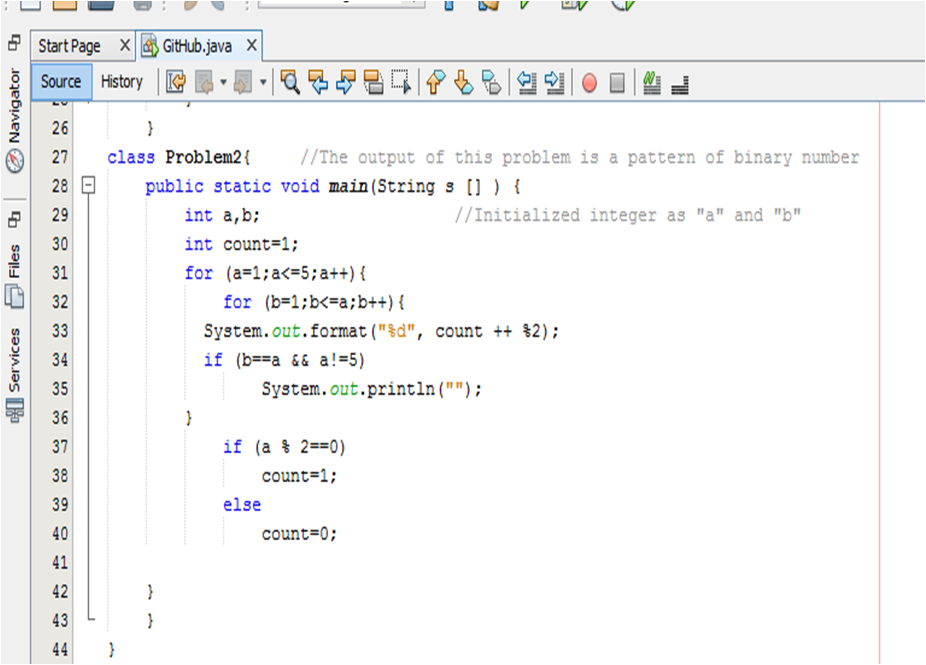 Start Page X GitHub.java X
Source History
Navigator
Files
Services
26 }
27 class Problem2{ //The output of this problem is a pattern of binary number
28 public static void main(String s [] ) {
29 int a,b; //Initialized integer as "a" and "b"
30 int count=1;
31 for (a=1;a<=5;a++){
32 for (b=1;b<=a;b++){
33 System.out.format("%d", count ++ %2);
34 if (b==a && a!=5)
35 System.out.println("");
36 }
37 if (a % 2==0)
38 count=1;
39 else
40 count=0;
41
42 }
43 }
44 }